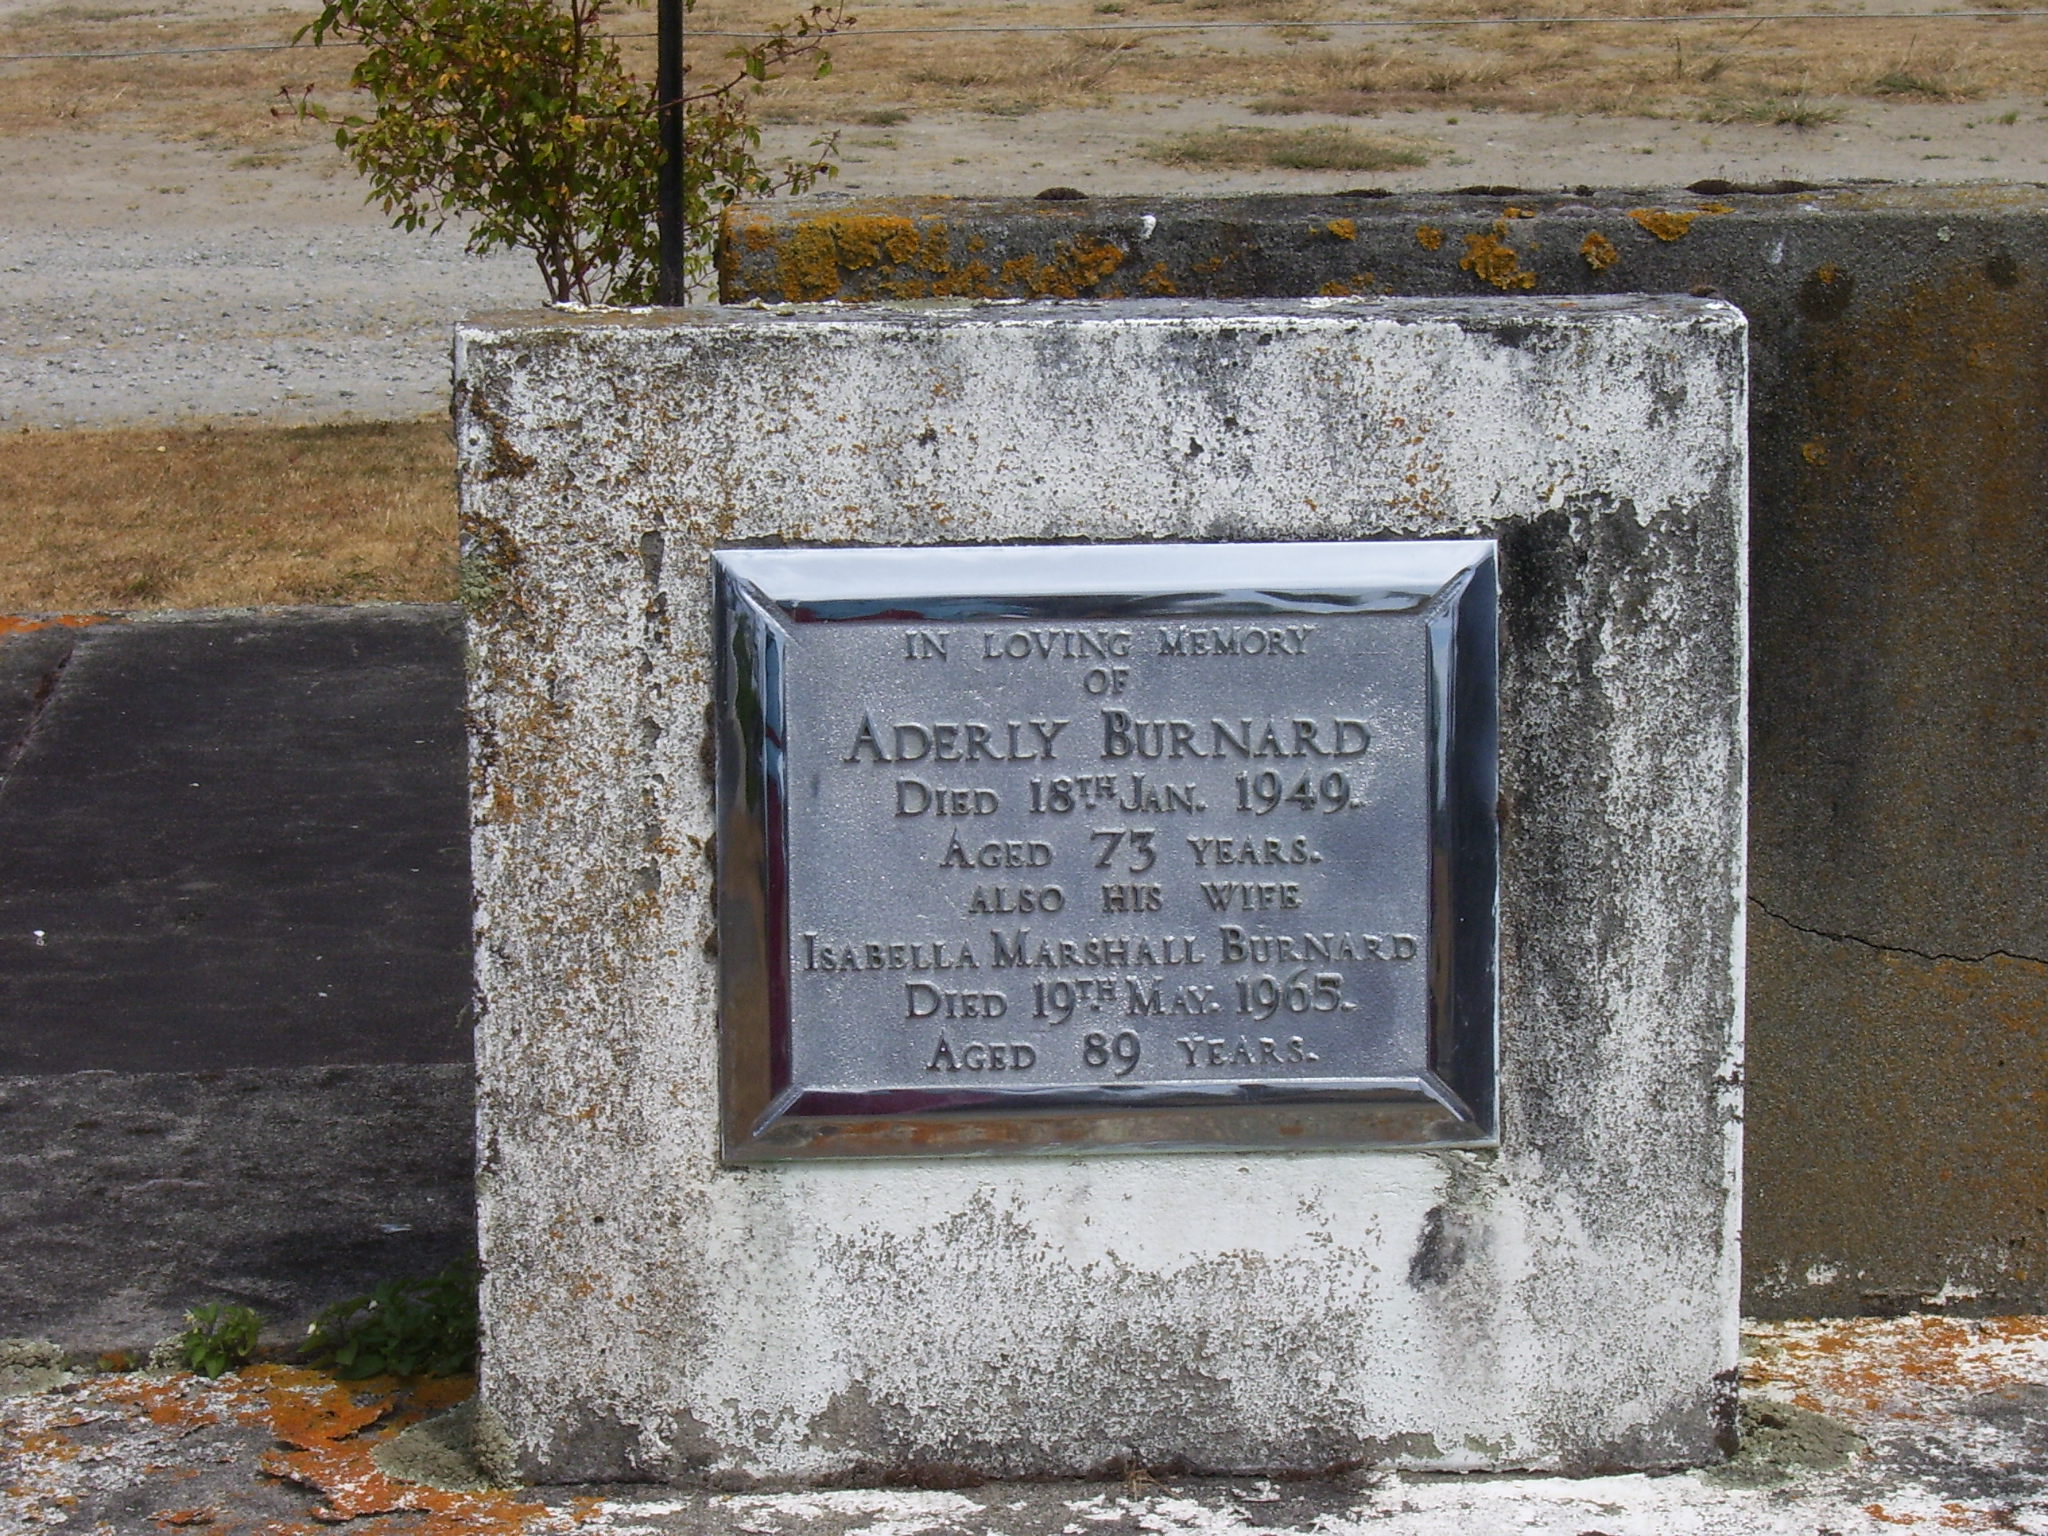 IN LOVING MEMORY
OF
ADERLY BURNARD
DIED 18TH JAN. 1949.
AGED 73 YEARS.
ALSO HIS WIFE
ISABELLA MARSHALL BURNARD
DIED 19TH MAY. 1965.
AGED 89 YEARS.